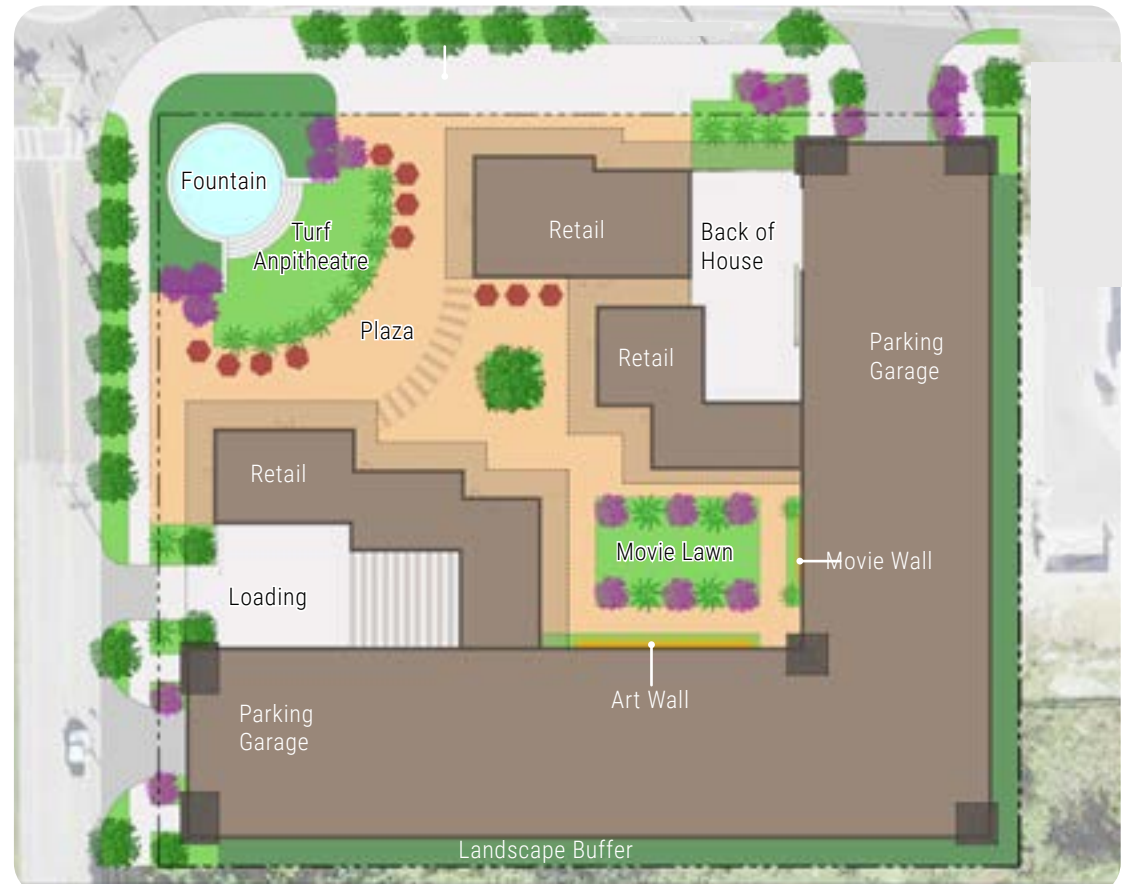 Fountain
Turf
Anpitheatre
Retail
Back of
House
Plaza
Retail
Parking
Garage
Retail
Movie Lawn
Movie Wall
Loading
Art Wall
Parking
Garage
Landscape Buffer